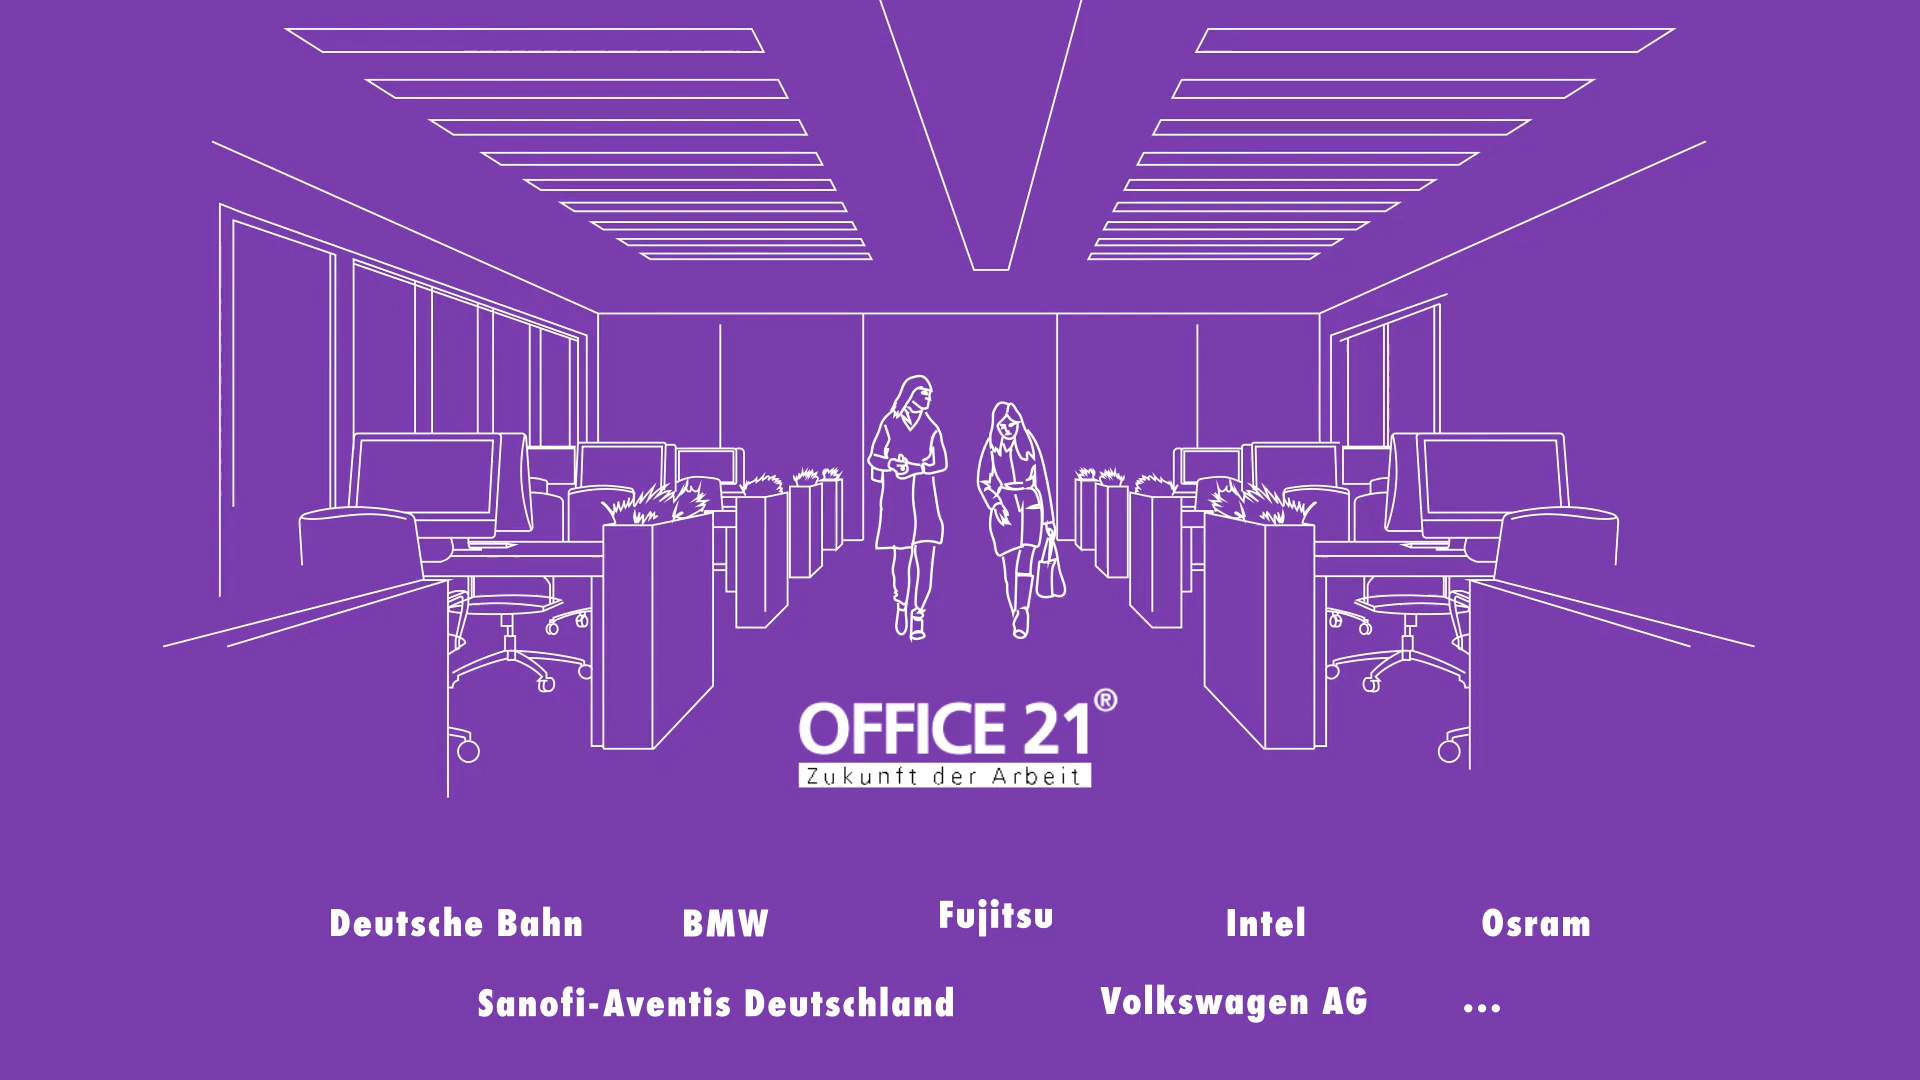 OFFICE 21®
Zukunft der Arbeit
Deutsche Bahn BMW Fujitsu Intel Osram
Sanofi-Aventis Deutschland Volkswagen AG ...